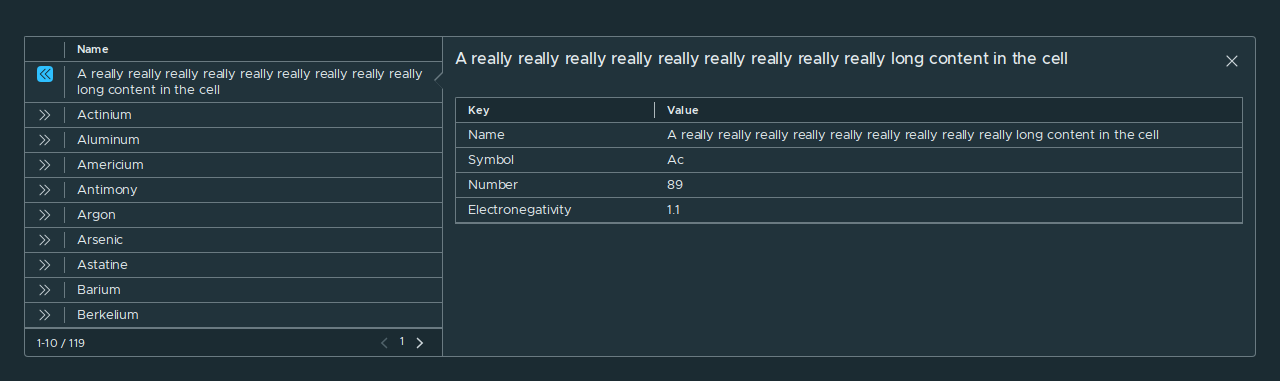 Name
A really really really really really really really really really
long content in the cell
Actinium
Aluminum
Americium
Antimony
Argon
Arsenic
Astatine
Barium
Berkelium
1-10 / 119
1
A really really really really really really really really really long content in the cell
Key Value
Name A really really really really really really really really really long content in the cell
Symbol Ac
Number 89
Electronegativity 1.1